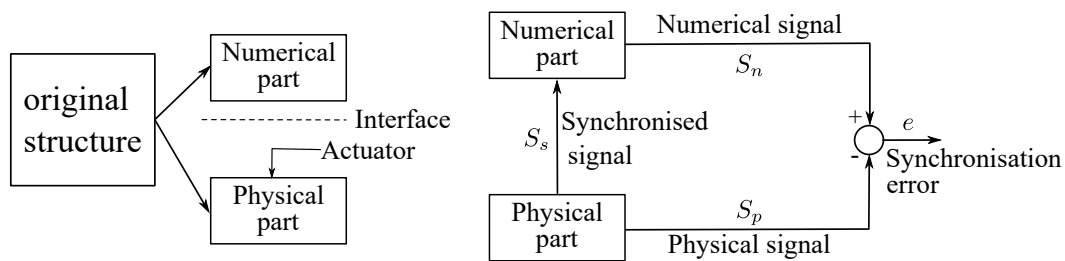 original
structure
Numerical
part
Interface
Actuator
Physical
part
Numerical
part
Numerical signal
S_n
S_s
Synchronised
signal
+
-
e
Synchronisation
error
Physical
part
S_p
Physical signal